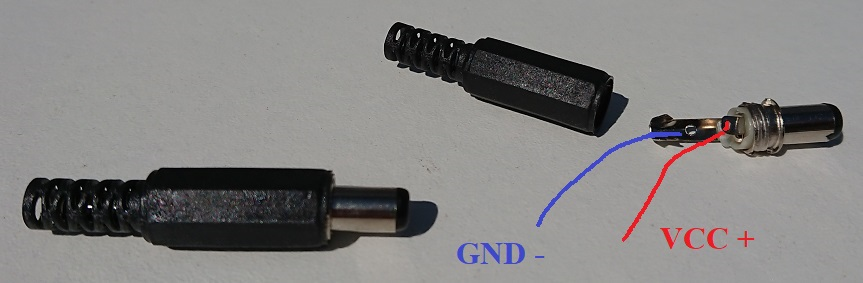 GND -
VCC +